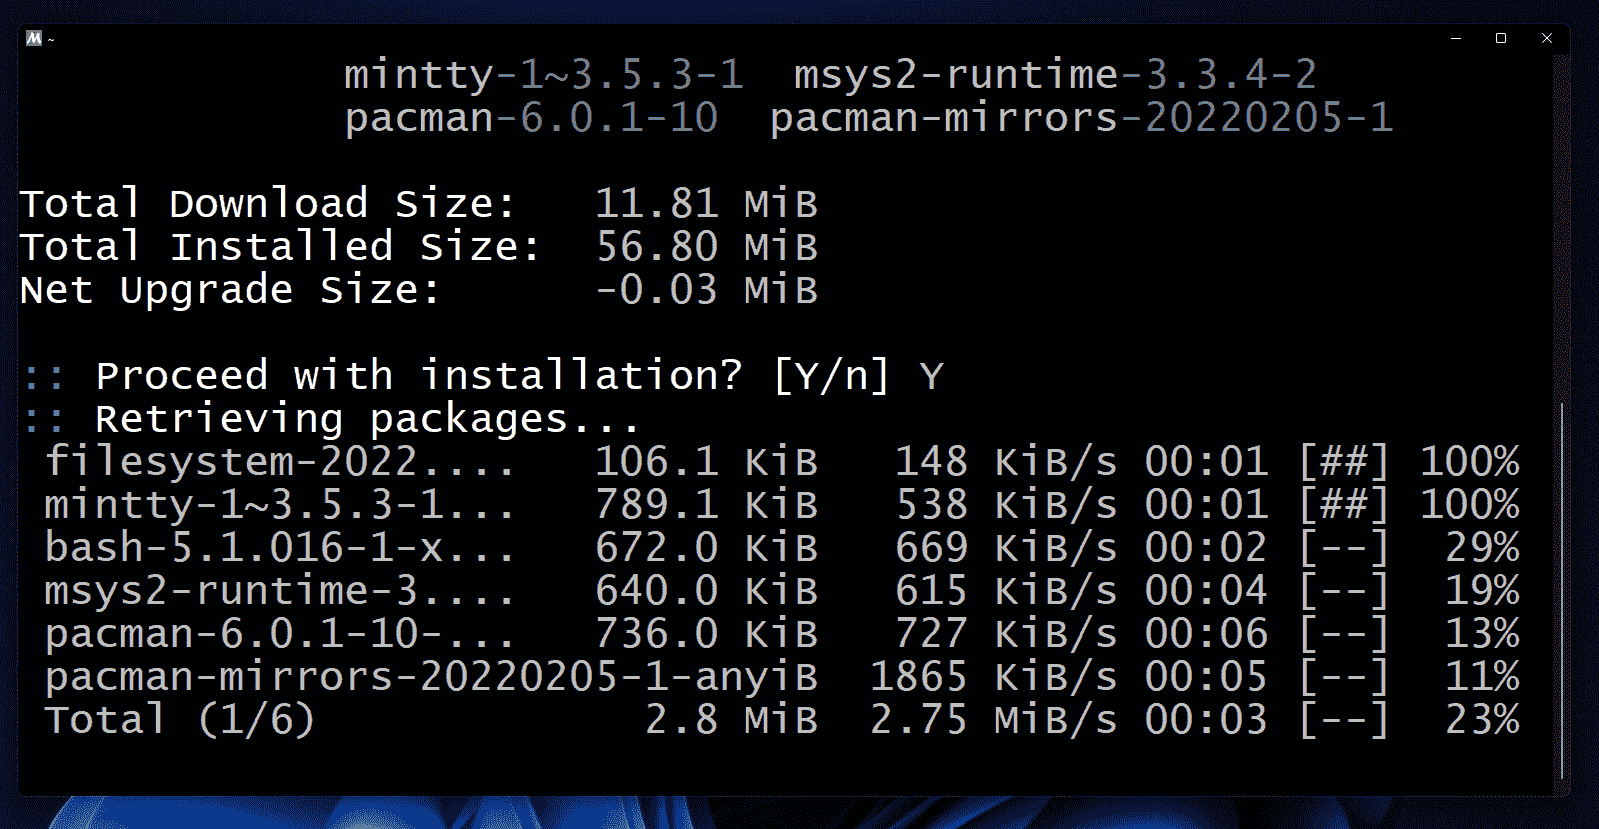 ~
mintty-1~3.5.3-1  msys2-runtime-3.3.4-2
pacman-6.0.1-10  pacman-mirrors-20220205-1
Total Download Size:   11.81 MiB
Total Installed Size:  56.80 MiB
Net Upgrade Size:      -0.03 MiB
:: Proceed with installation? [Y/n] Y
:: Retrieving packages...
filesystem-2022....   106.1 KiB   148 KiB/s 00:01 [##] 100%
mintty-1~3.5.3-1...   789.1 KiB   538 KiB/s 00:01 [##] 100%
bash-5.1.016-1-x...   672.0 KiB   669 KiB/s 00:02 [--]  29%
msys2-runtime-3....   640.0 KiB   615 KiB/s 00:04 [--]  19%
pacman-6.0.1-10-...   736.0 KiB   727 KiB/s 00:06 [--]  13%
pacman-mirrors-20220205-1-anyiB  1865 KiB/s 00:05 [--]  11%
Total (1/6)             2.8 MiB  2.75 MiB/s 00:03 [--]  23%